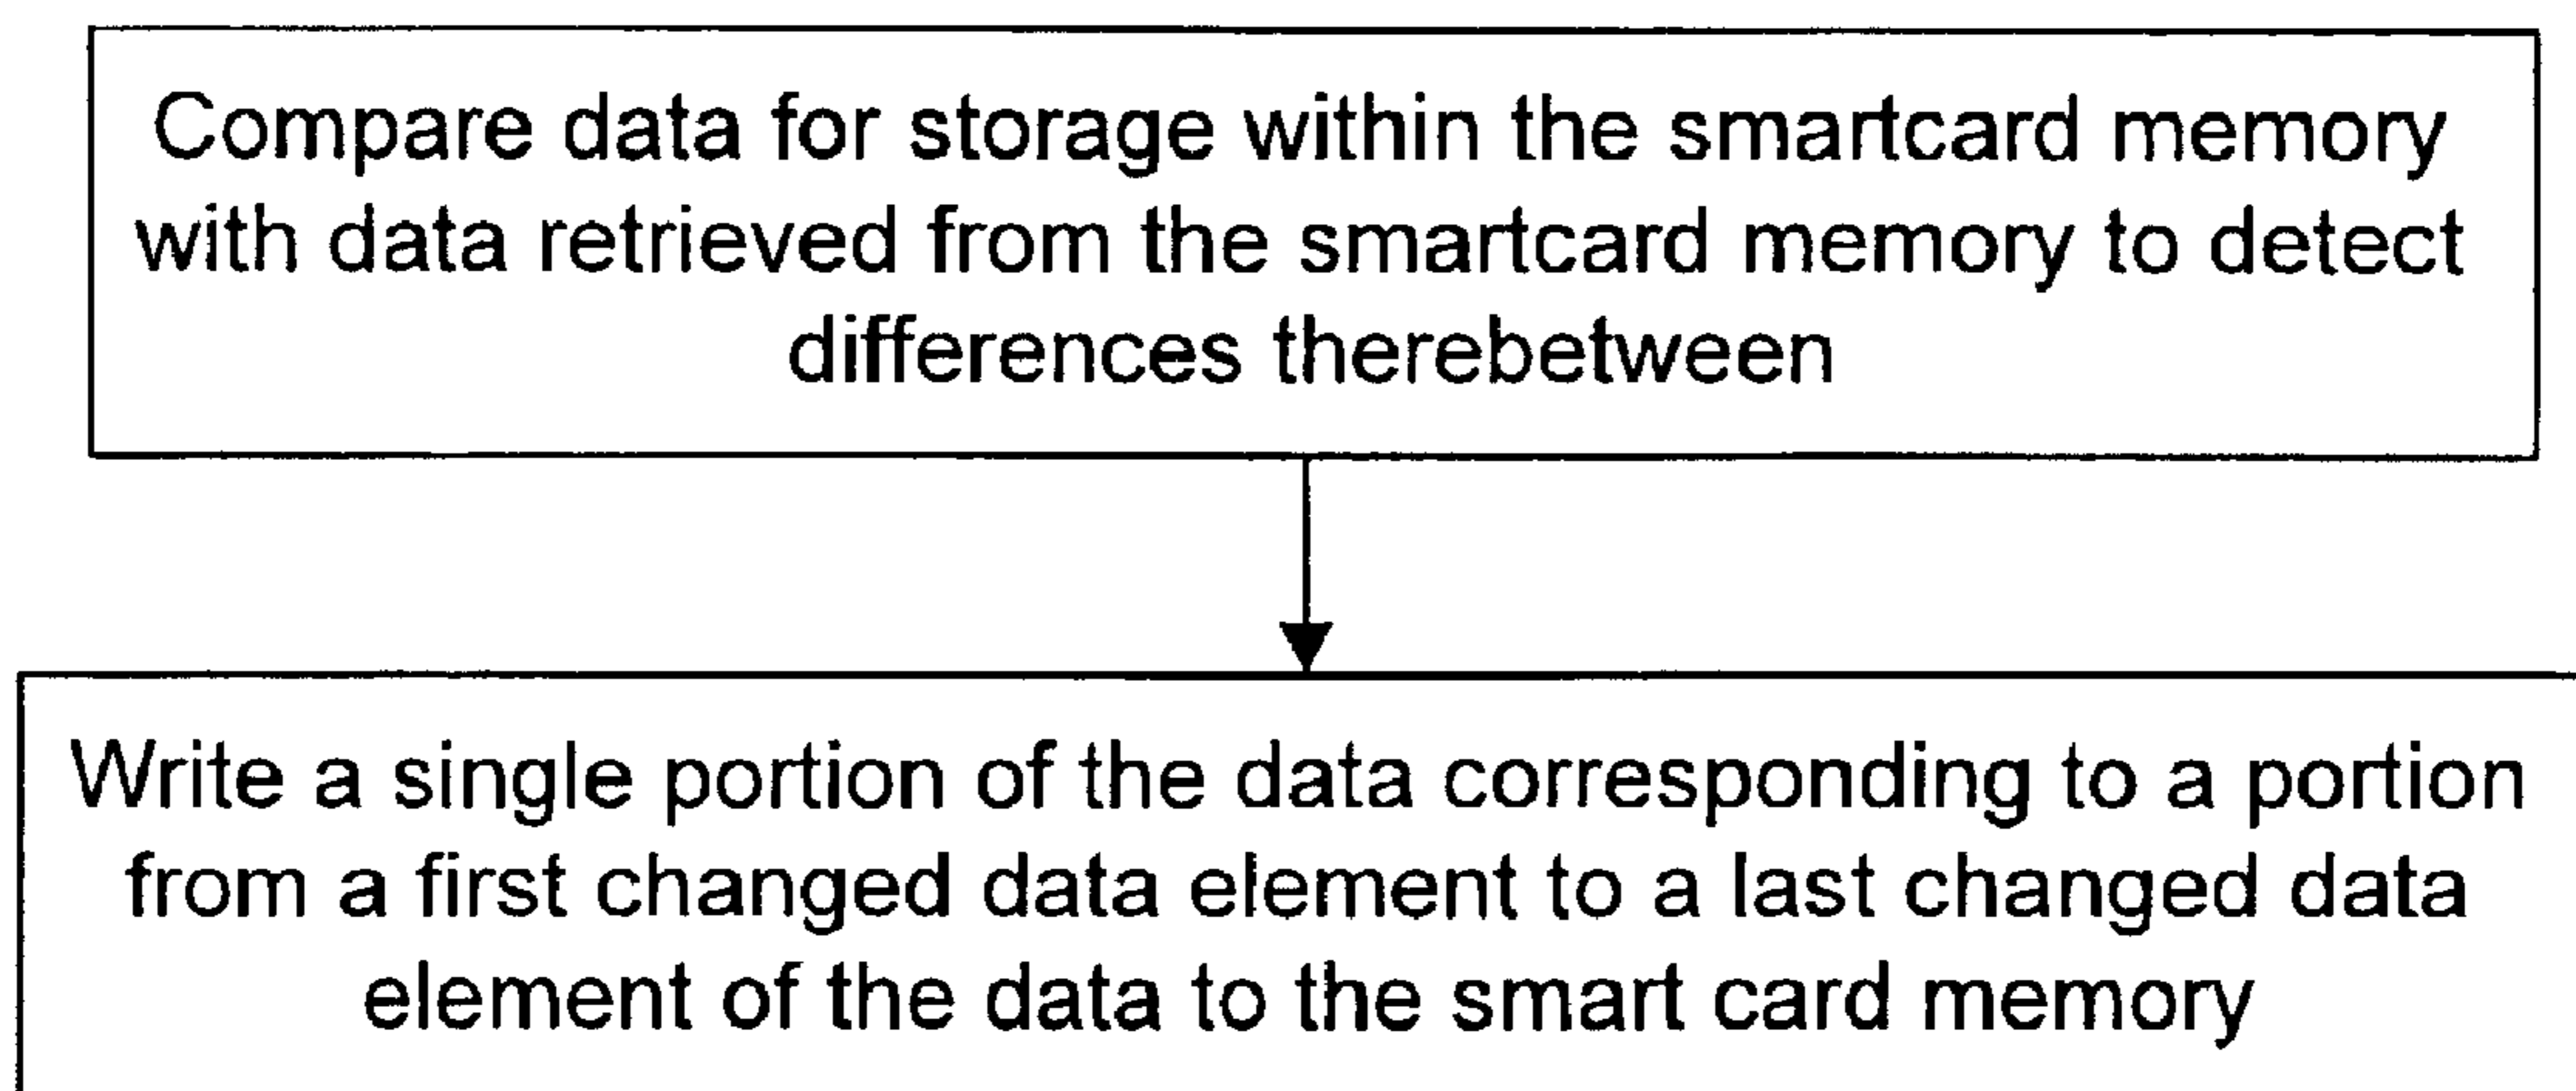 Compare data for storage within the smartcard memory
with data retrieved from the smartcard memory to detect
differences therebetween
Write a single portion of the data corresponding to a portion
from a first changed data element to a last changed data
element of the data to the smart card memory